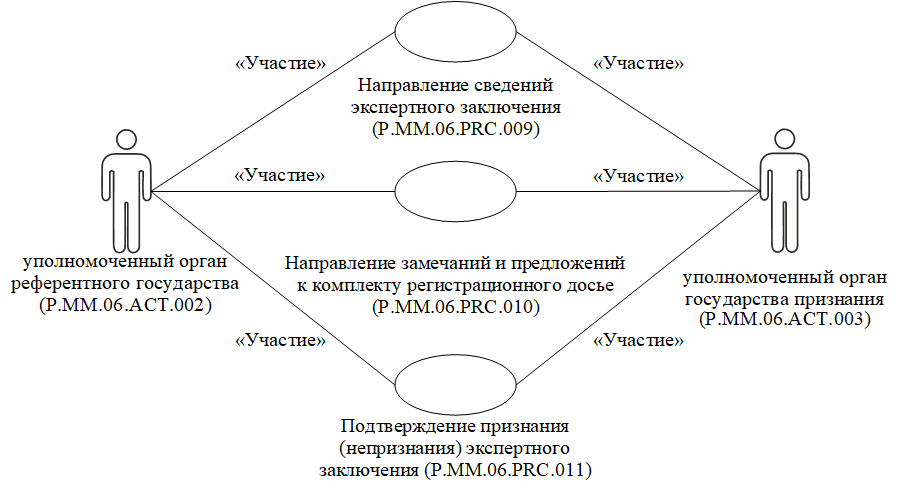 «Участие»
«Участие»
Направление сведений
экспертного заключения
(P.MM.06.PRC.009)
«Участие»
«Участие»
уполномоченный орган
референтного государства
(P.MM.06.ACT.002)
Направление замечаний и предложений
к комплекту регистрационного досье
(P.MM.06.PRC.010)
уполномоченный орган
государства признания
(P.MM.06.ACT.003)
«Участие»
«Участие»
Подтверждение признания
(непризнания) экспертного
заключения (P.MM.06.PRC.011)